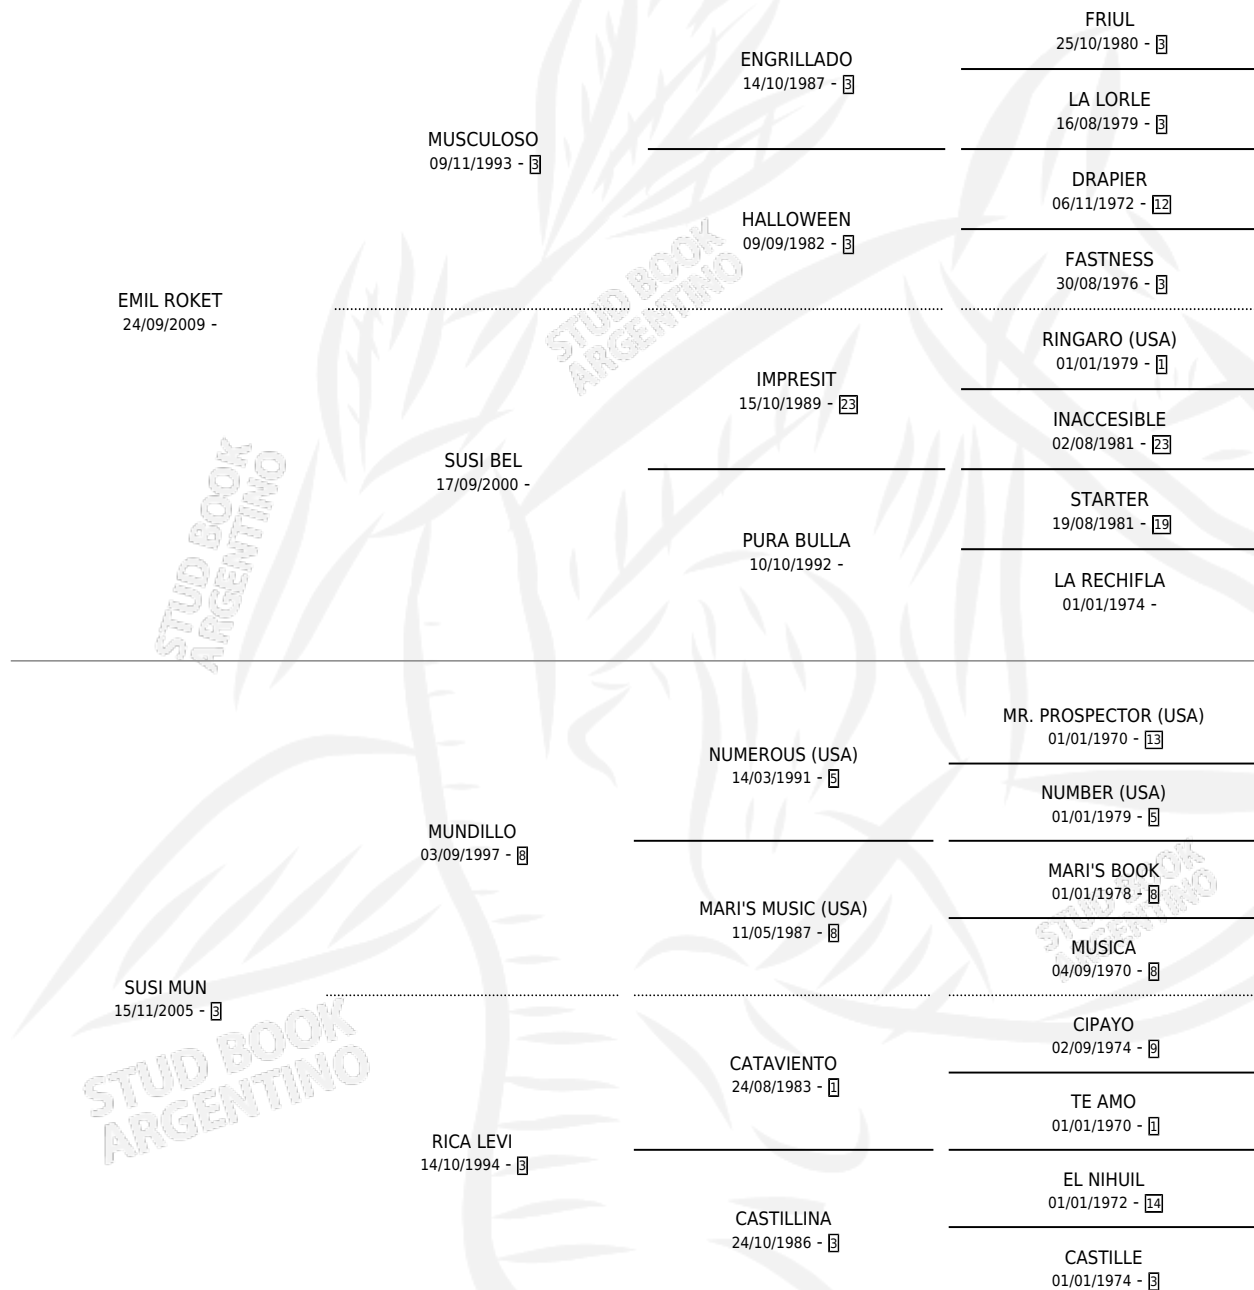 EMIL ROKET
24/09/2009 -
MUSCULOSO
09/11/1993 - 3
SUSI BEL
17/09/2000 -
ENGRILLADO
14/10/1987 - 3
HALLOWEEN
09/09/1982 - 3
IMPRESIT
15/10/1989 - 23
PURA BULLA
10/10/1992 -
FRIUL
25/10/1980 - 3
LA LORLE
16/08/1979 - 3
DRAPIER
06/11/1972 - 12
FASTNESS
30/08/1976 - 3
RINGARO (USA)
01/01/1979 - 1
INACCESIBLE
02/08/1981 - 23
STARTER
19/08/1981 - 19
LA RECHIFLA
01/01/1974 -
STUD BOOK
ARGENTINO
STUD BOOK
ARGENTINO
SUSI MUN
15/11/2005 - 3
MUNDILLO
03/09/1997 - 8
RICA LEVI
14/10/1994 - 3
NUMEROUS (USA)
14/03/1991 - 5
MARI'S MUSIC (USA)
11/05/1987 - 8
CATAVIENTO
24/08/1983 - 1
CASTILLINA
24/10/1986 - 3
MR. PROSPECTOR (USA)
01/01/1970 - 13
NUMBER (USA)
01/01/1979 - 5
MARI'S BOOK
01/01/1978 - 8
MUSICA
04/09/1970 - 8
CIPAYO
02/09/1974 - 9
TE AMO
01/01/1970 - 1
EL NIHUIL
01/01/1972 - 14
CASTILLE
01/01/1974 - 3
STUD BOOK
ARGENTINO
STUD BOOK
ARGENTINO